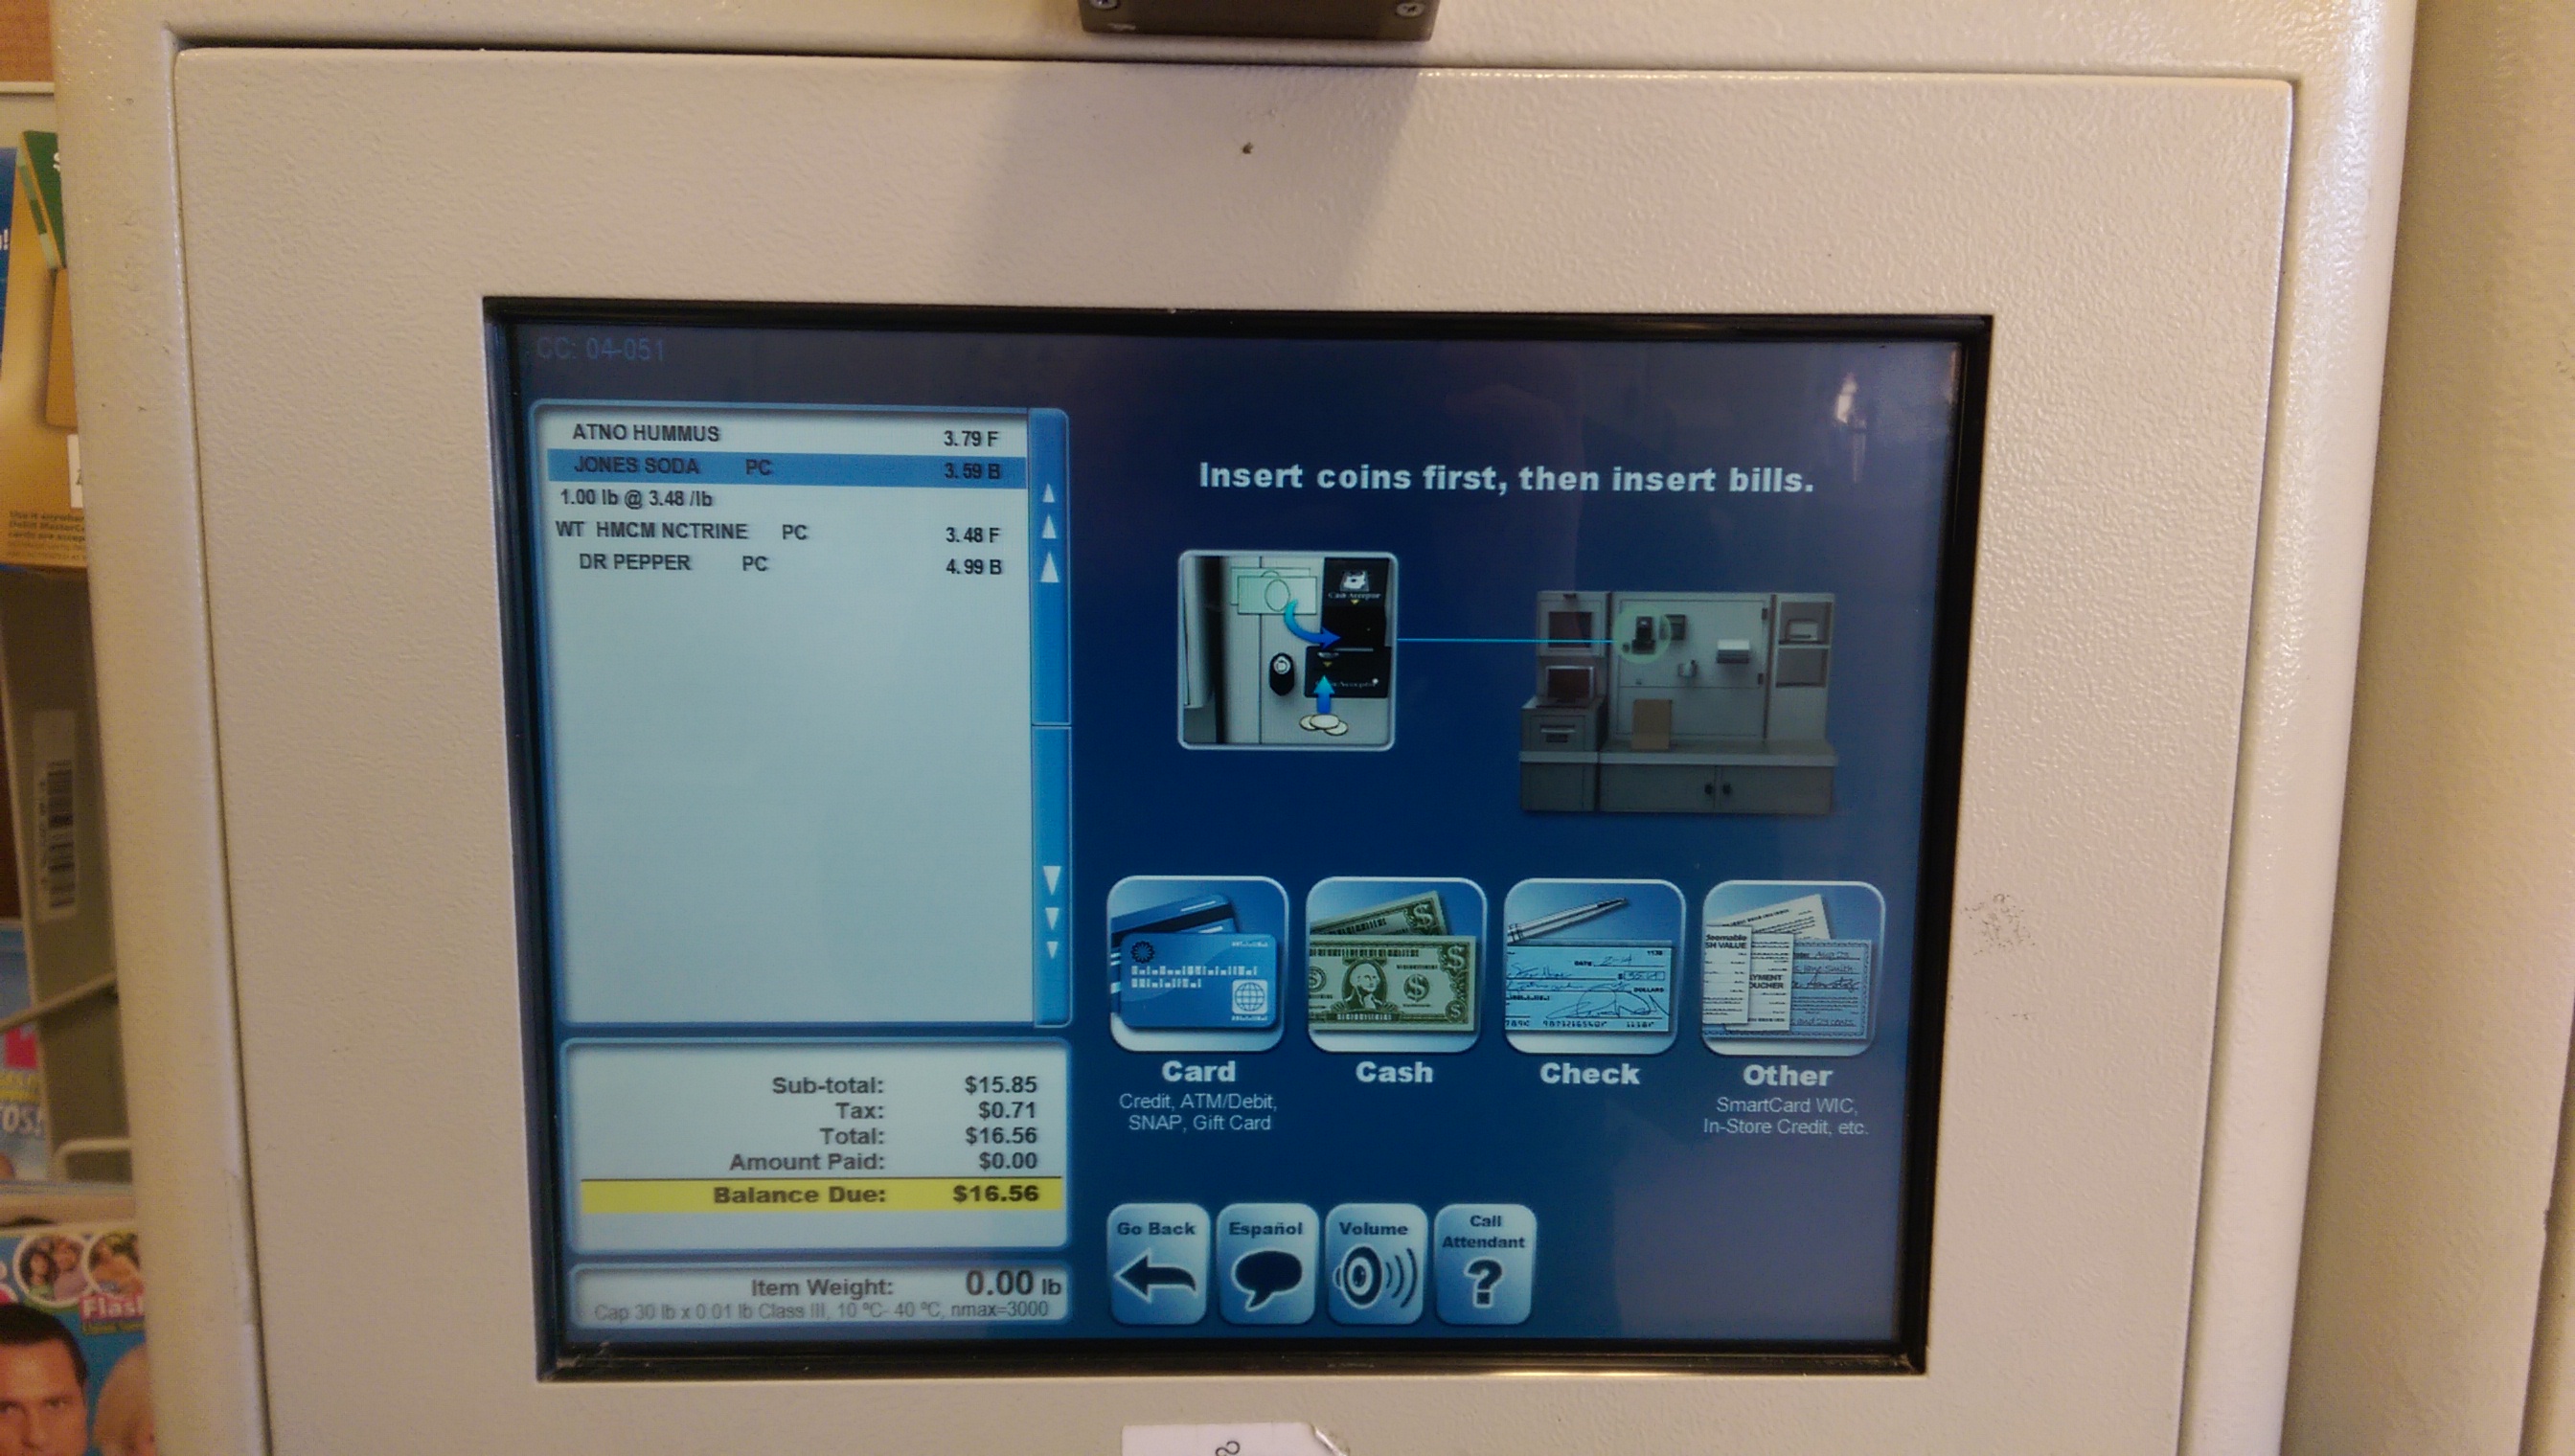 CC: 04-051
ATNO HUMMUS 3.79 F
JONES SODA PC 3.59 B
1.00 lb @ 3.48 /lb
WT HMCM NCTRINE PC 3.48 F
DR PEPPER PC 4.99 B
Sub-total: $15.85
Tax: $0.71
Total: $16.56
Amount Paid: $0.00
Balance Due: $16.56
Item Weight: 0.00 lb
Cap 30 lb x 0.01 lb Class III, 10 °C- 40 °C, nmax=3000
Insert coins first, then insert bills.
Card
Credit, ATM/Debit,
SNAP, Gift Card
Cash
Check
Other
SmartCard WIC,
In-Store Credit, etc.
Go Back
Español
Volume
Call
Attendant
?
Flash